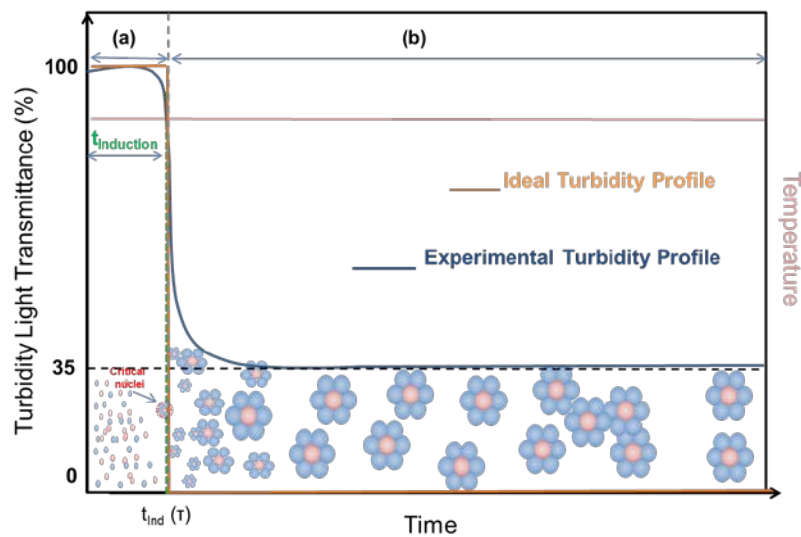 (a)
(b)
100
tInduction
Ideal Turbidity Profile
Experimental Turbidity Profile
35
Critical
nuclei
0
tInd (τ)
Time
Turbidity Light Transmittance (%)
Temperature